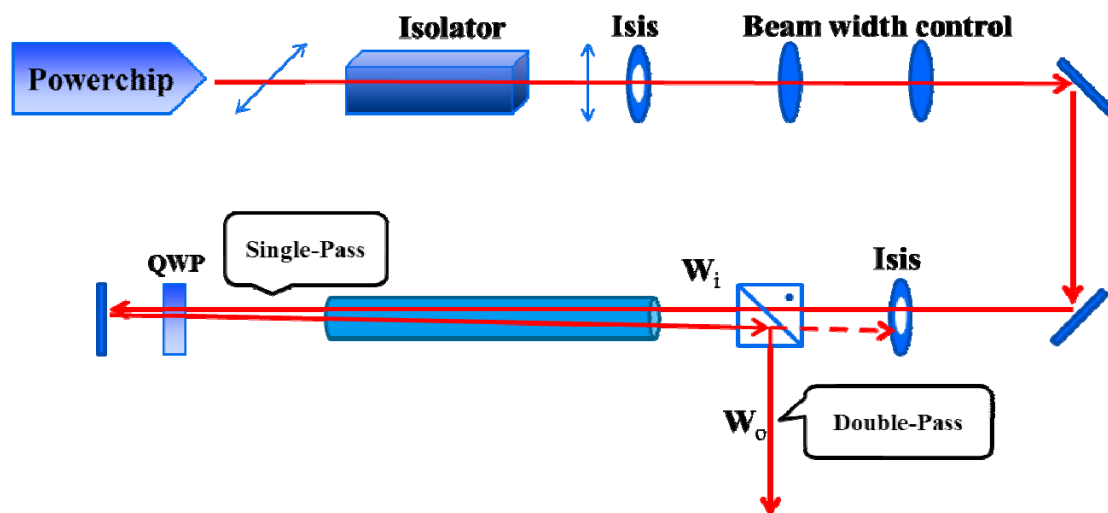 Powerchip
Isolator
Isis
Beam width control
QWP
Single-Pass
Wi
Isis
Wo
Double-Pass